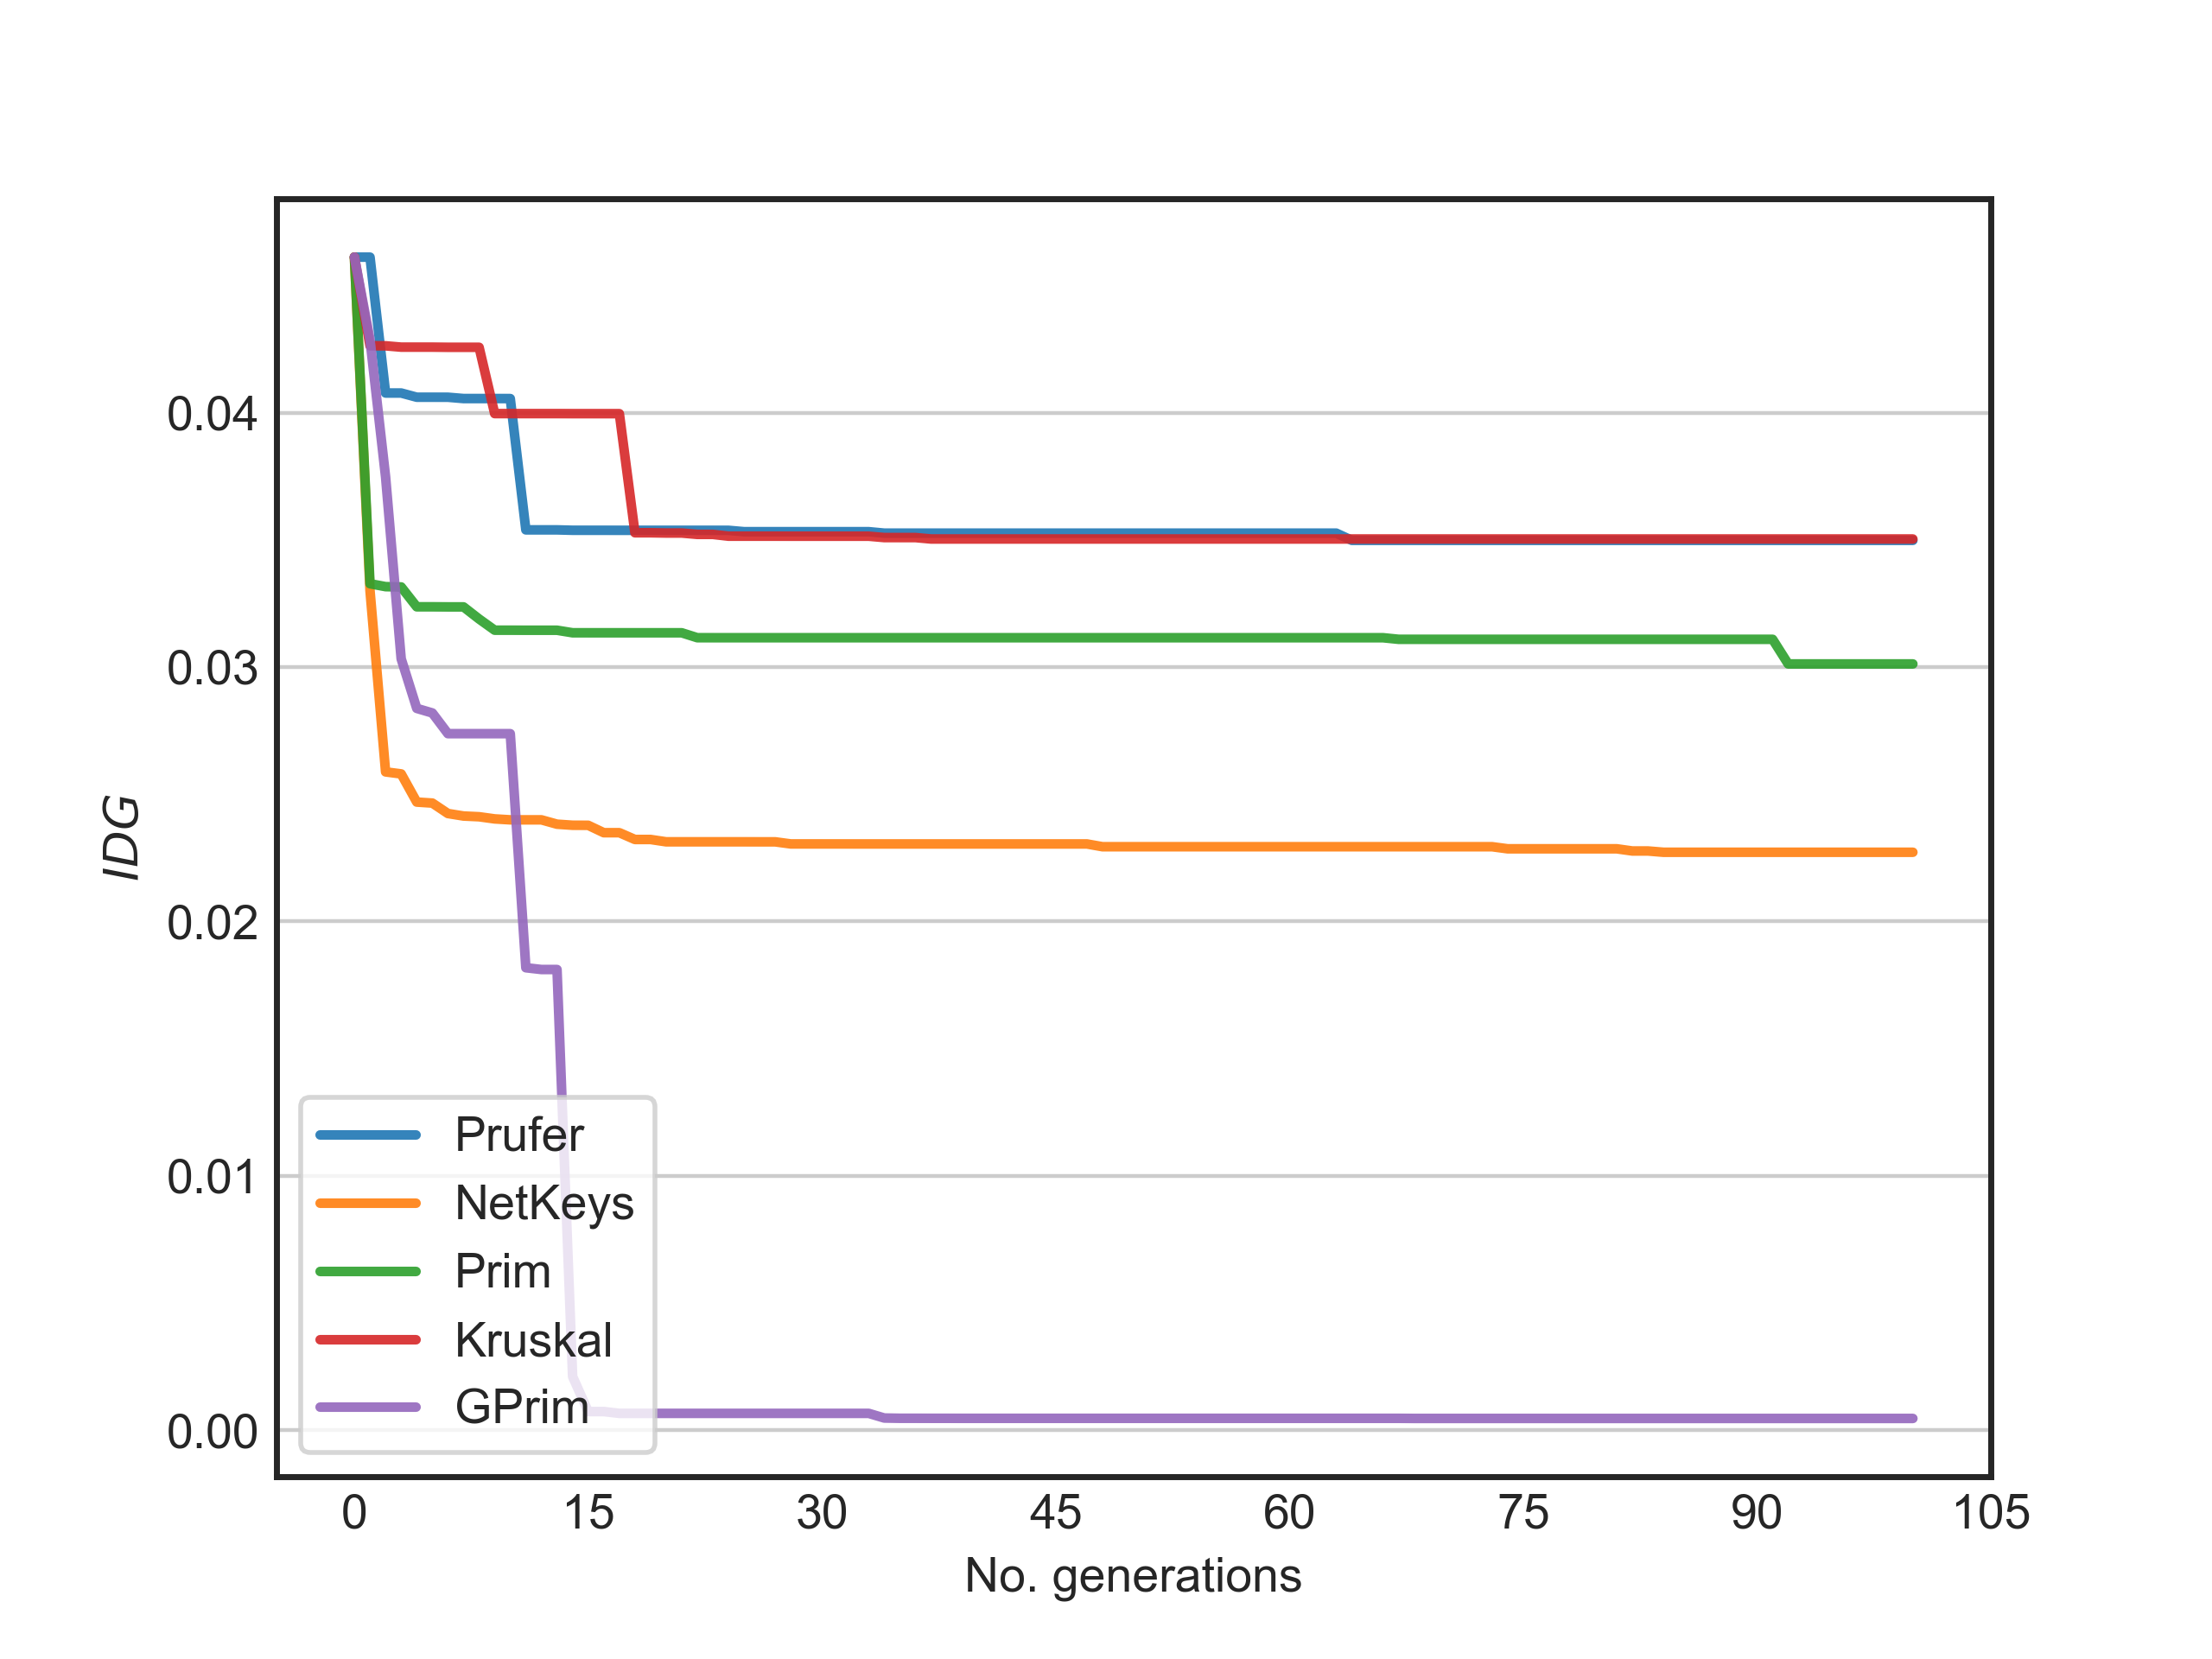 0.04
0.03
0.02
0.01
0.00
IDG
Prufer
NetKeys
Prim
Kruskal
GPrim
0 15 30 45 60 75 90 105
No. generations